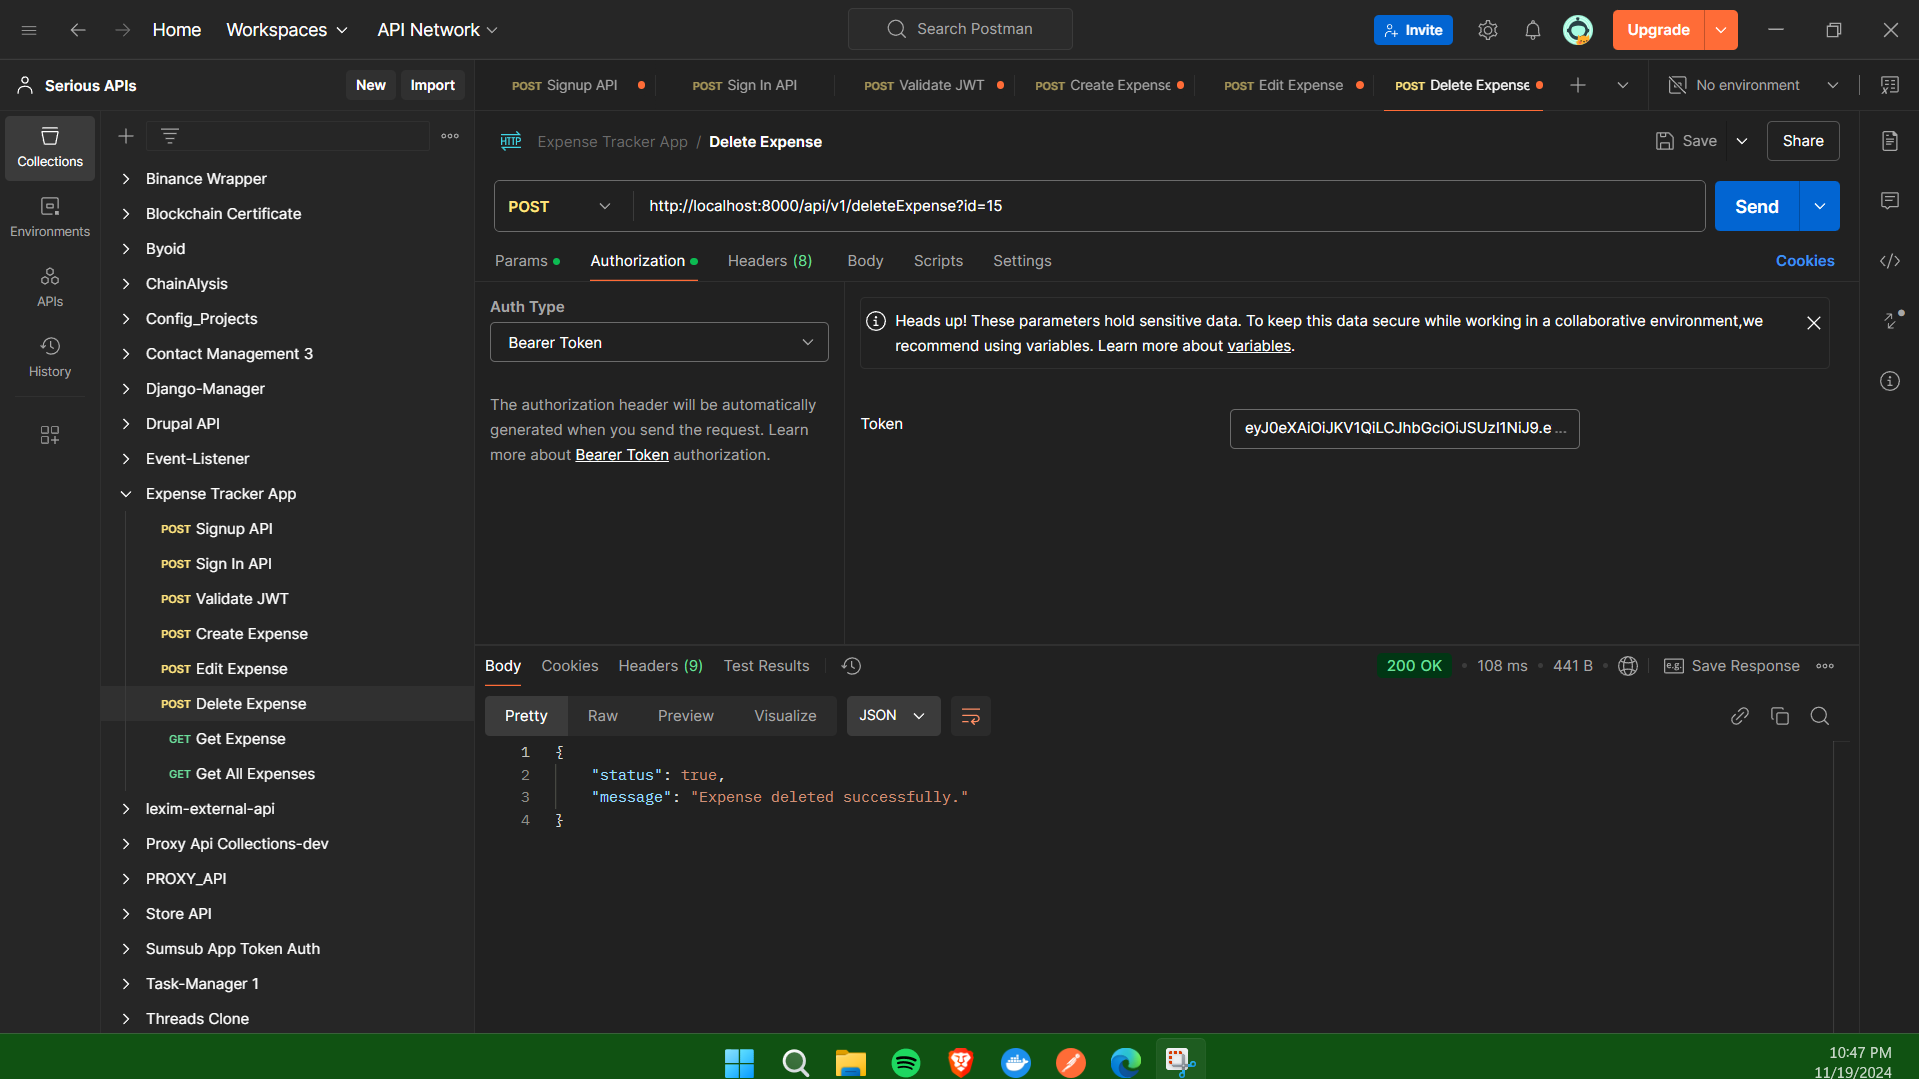 Home
Workspaces
API Network
Search Postman
Invite
Upgrade
Serious APIs
New
Import
POST Signup API
POST Sign In API
POST Validate JWT
POST Create Expense
POST Edit Expense
POST Delete Expense
No environment
Collections
Environments
APIs
History
Binance Wrapper
Blockchain Certificate
Byoid
ChainAlysis
Config_Projects
Contact Management 3
Django-Manager
Drupal API
Event-Listener
Expense Tracker App
POST Signup API
POST Sign In API
POST Validate JWT
POST Create Expense
POST Edit Expense
POST Delete Expense
GET Get Expense
GET Get All Expenses
lexim-external-api
Proxy Api Collections-dev
PROXY_API
Store API
Sumsub App Token Auth
Task-Manager 1
Threads Clone
HTTP
Expense Tracker App / Delete Expense
Save
Share
POST
http://localhost:8000/api/v1/deleteExpense?id=15
Send
Params
Authorization
Headers (8)
Body
Scripts
Settings
Cookies
Auth Type
Bearer Token
The authorization header will be automatically
generated when you send the request. Learn
more about Bearer Token authorization.
Heads up! These parameters hold sensitive data. To keep this data secure while working in a collaborative environment,we
recommend using variables. Learn more about variables.
Token
eyJ0eXAiOiJKV1QiLCJhbGciOiJSUzI1NiJ9.e ...
Body
Cookies
Headers (9)
Test Results
200 OK
108 ms
441 B
e.g.
Save Response
Pretty
Raw
Preview
Visualize
JSON
1 {
2 "status": true,
3 "message": "Expense deleted successfully."
4 }
10:47 PM
11/19/2024